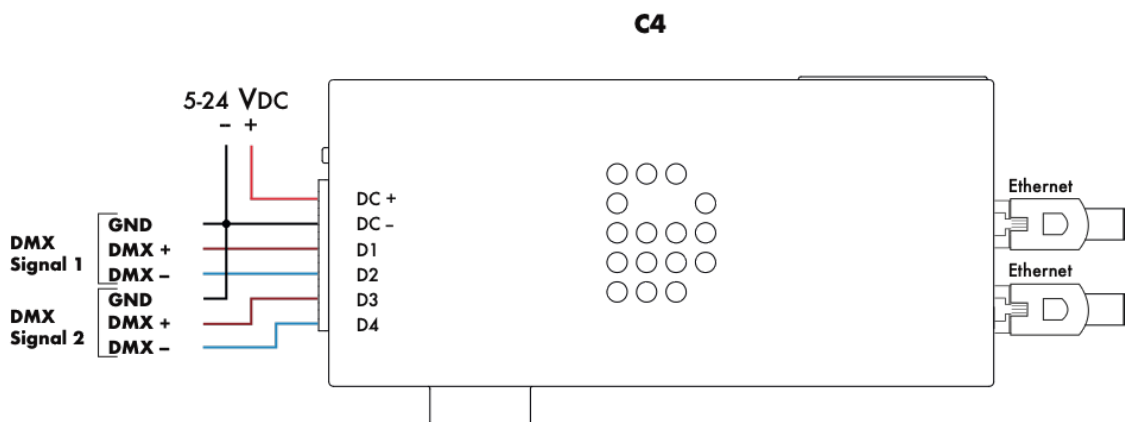 C4
5-24 VDC
– +
DC +
DC –
D1
D2
D3
D4
DMX
Signal 1
GND
DMX +
DMX –
DMX
Signal 2
GND
DMX +
DMX –
Ethernet
Ethernet